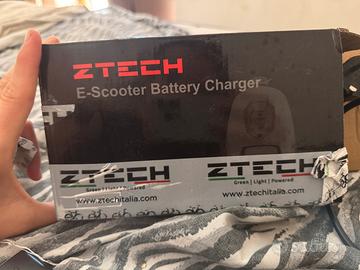 ZTECH
E-Scooter Battery Charger
ZTECH ZTECH
Green | Light | Powered Green | Light | Powered
www.ztechitalia.com www.ztechitalia.com